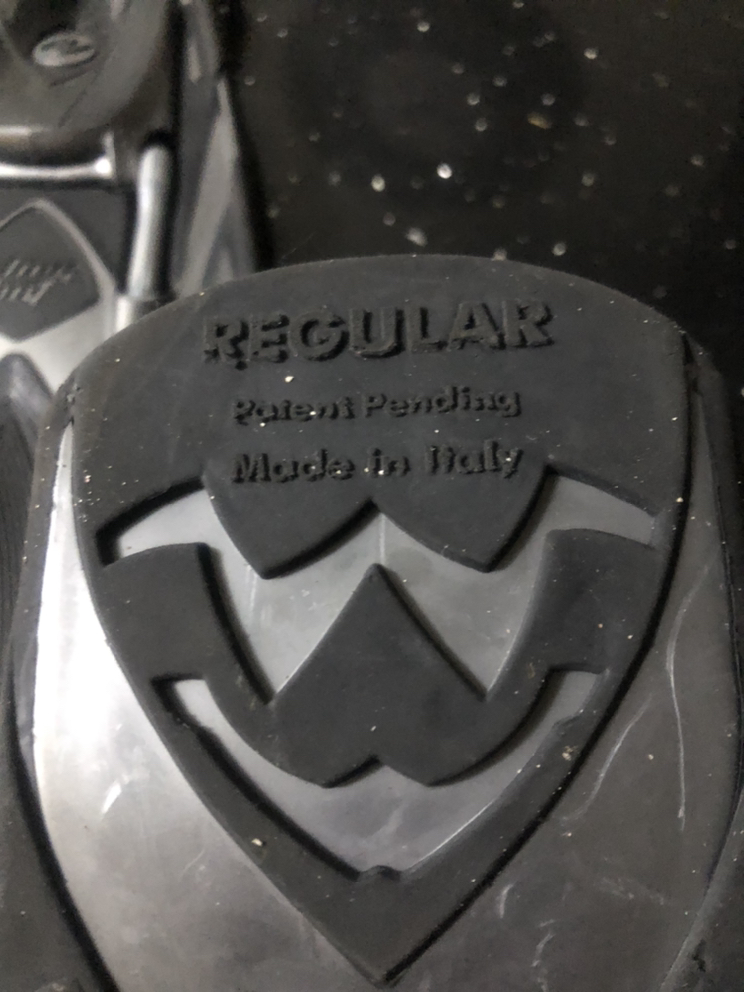 REGULAR
Patent Pending
Made in Italy